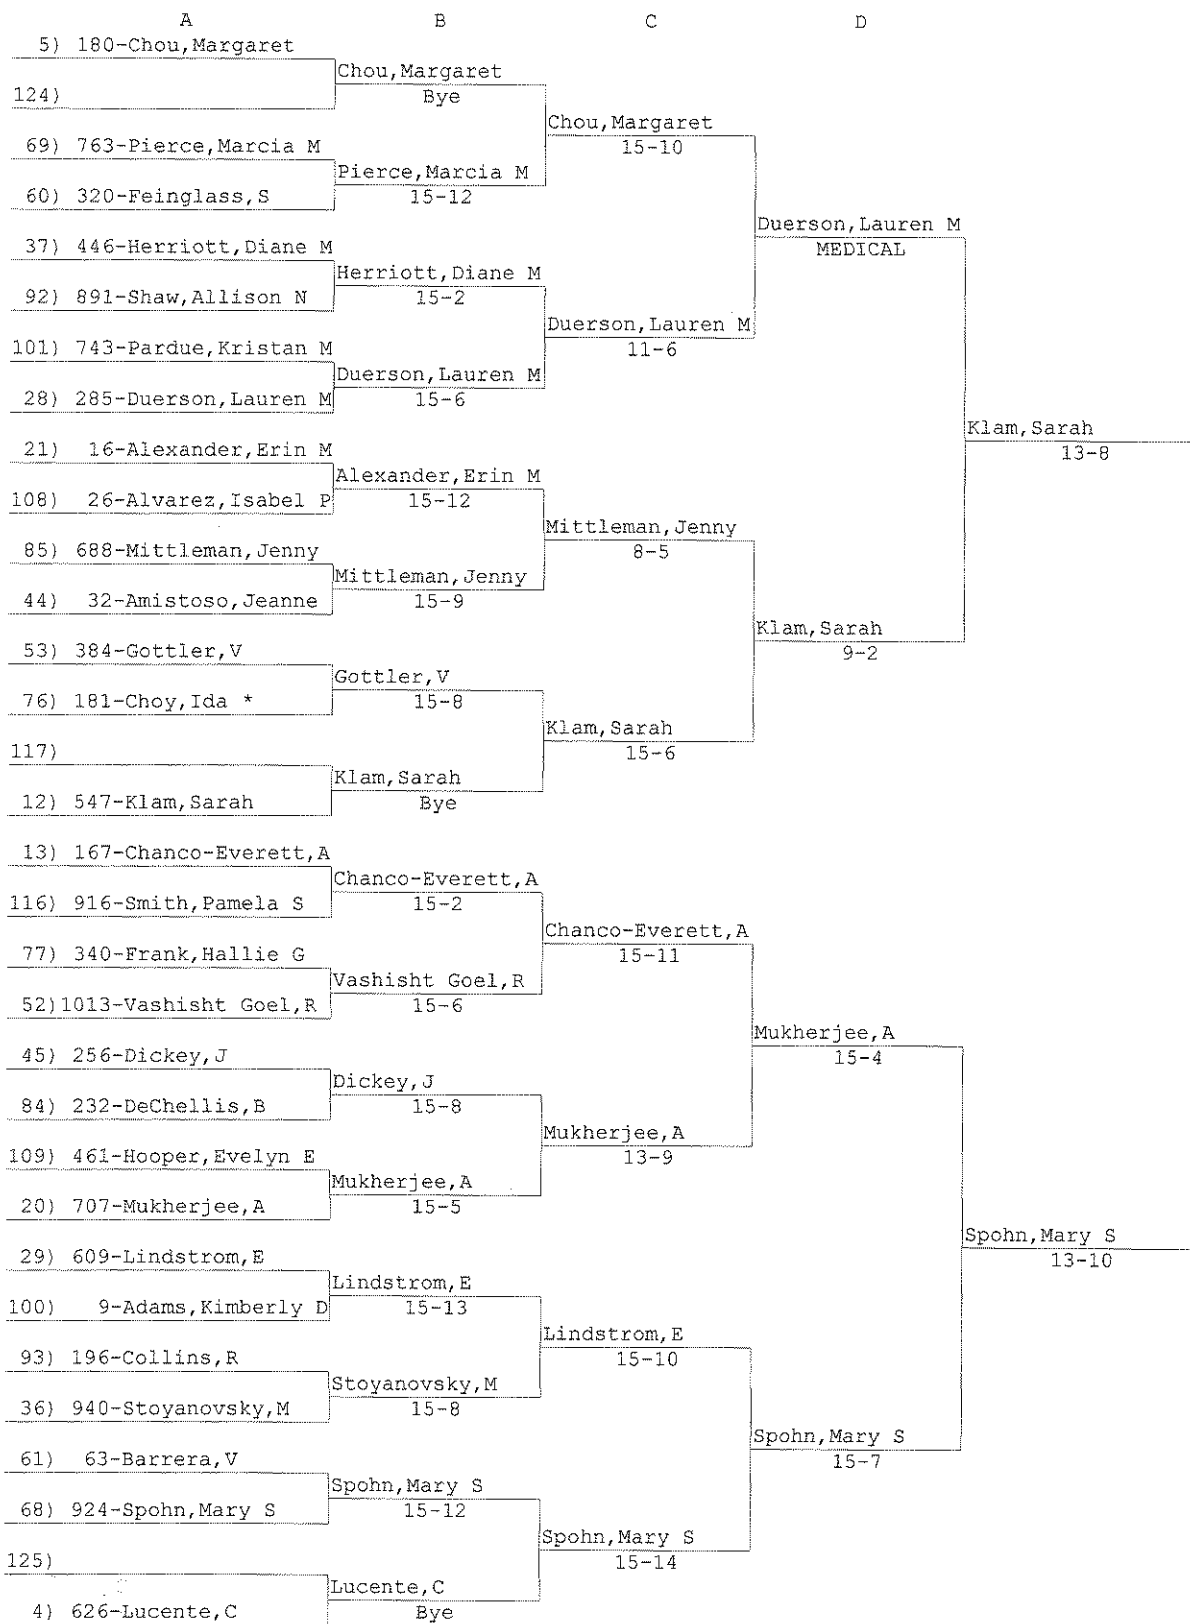 A B C D
5) 180-Chou,Margaret
Chou,Margaret
124)
Bye
Chou,Margaret
69) 763-Pierce,Marcia M
15-10
Pierce,Marcia M
60) 320-Feinglass,S
15-12
Duerson,Lauren M
37) 446-Herriott,Diane M
MEDICAL
Herriott,Diane M
92) 891-Shaw,Allison N
15-2
Duerson,Lauren M
101) 743-Pardue,Kristan M
11-6
Duerson,Lauren M
28) 285-Duerson,Lauren M
15-6
Klam,Sarah
21) 16-Alexander,Erin M
13-8
Alexander,Erin M
108) 26-Alvarez,Isabel P
15-12
Mittleman,Jenny
85) 688-Mittleman,Jenny
8-5
Mittleman,Jenny
44) 32-Amistoso,Jeanne
15-9
Klam,Sarah
53) 384-Gottler,V
9-2
Gottler,V
76) 181-Choy,Ida *
15-8
Klam,Sarah
117)
15-6
Klam,Sarah
12) 547-Klam,Sarah
Bye
13) 167-Chanco-Everett,A
Chanco-Everett,A
116) 916-Smith,Pamela S
15-2
Chanco-Everett,A
77) 340-Frank,Hallie G
15-11
Vashisht Goel,R
52)1013-Vashisht Goel,R
15-6
Mukherjee,A
45) 256-Dickey,J
15-4
Dickey,J
84) 232-DeChellis,B
15-8
Mukherjee,A
109) 461-Hooper,Evelyn E
13-9
Mukherjee,A
20) 707-Mukherjee,A
15-5
Spohn,Mary S
29) 609-Lindstrom,E
13-10
Lindstrom,E
100) 9-Adams,Kimberly D
15-13
Lindstrom,E
93) 196-Collins,R
15-10
Stoyanovsky,M
36) 940-Stoyanovsky,M
15-8
Spohn,Mary S
61) 63-Barrera,V
15-7
Spohn,Mary S
68) 924-Spohn,Mary S
15-12
Spohn,Mary S
125)
15-14
Lucente,C
4) 626-Lucente,C
Bye